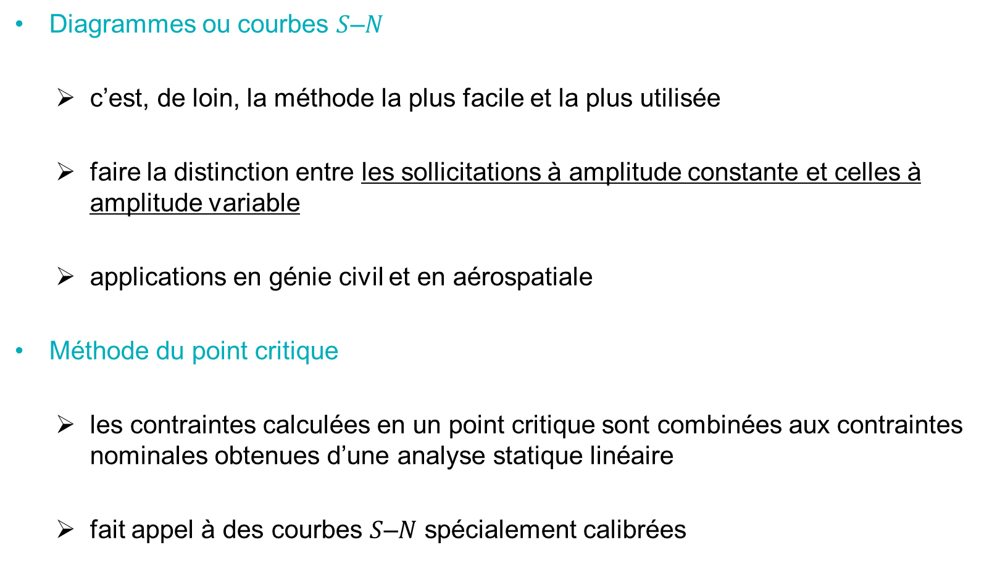 • Diagrammes ou courbes S–N
➢ c’est, de loin, la méthode la plus facile et la plus utilisée
➢ faire la distinction entre les sollicitations à amplitude constante et celles à
amplitude variable
➢ applications en génie civil et en aérospatiale
• Méthode du point critique
➢ les contraintes calculées en un point critique sont combinées aux contraintes
nominales obtenues d’une analyse statique linéaire
➢ fait appel à des courbes S–N spécialement calibrées